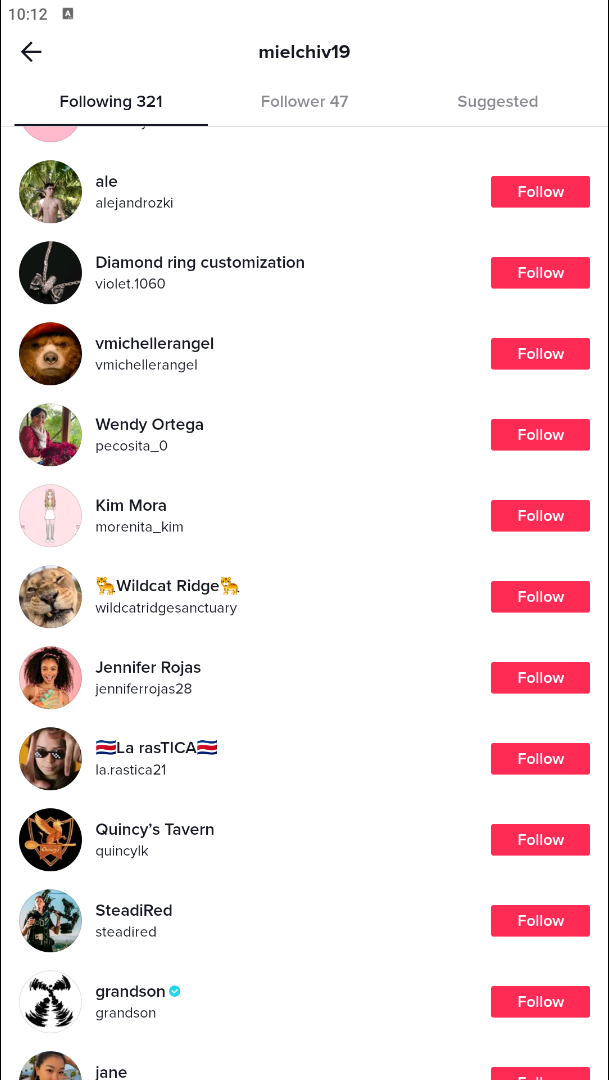 10:12 A
mielchiv19
Following 321
Follower 47
Suggested
ale
alejandrozki
Follow
Diamond ring customization
violet.1060
Follow
vmichellerangel
vmichellerangel
Follow
Wendy Ortega
pecosita_0
Follow
Kim Mora
morenita_kim
Follow
🐆Wildcat Ridge🐆
wildcatridgesanctuary
Follow
Jennifer Rojas
jenniferrojas28
Follow
🇨🇷La rasTICA🇨🇷
la.rastica21
Follow
Quincy’s Tavern
quincylk
Follow
SteadiRed
steadired
Follow
grandson
grandson
Follow
jane
Follow